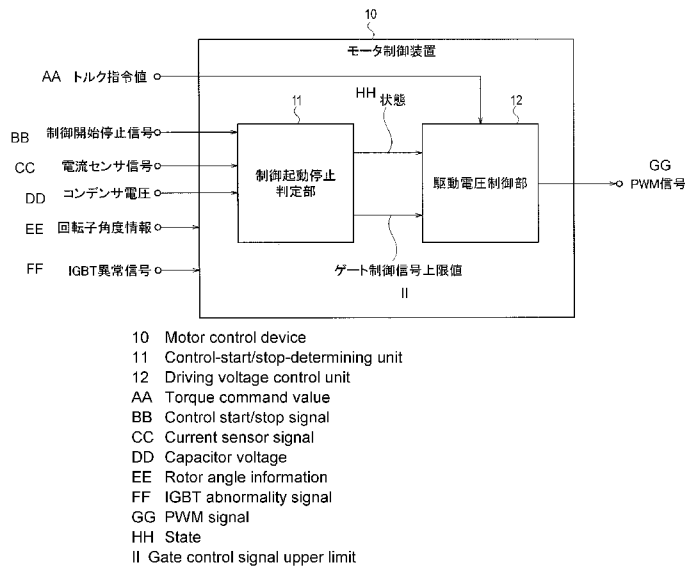 10
モータ制御装置
AA トルク指令値
11
HH 状態
12
BB 制御開始停止信号
CC 電流センサ信号
DD コンデンサ電圧
制御起動停止
判定部
駆動電圧制御部
GG
PWM信号
EE 回転子角度情報
FF IGBT異常信号
ゲート制御信号上限値
II
10 Motor control device
11 Control-start/stop-determining unit
12 Driving voltage control unit
AA Torque command value
BB Control start/stop signal
CC Current sensor signal
DD Capacitor voltage
EE Rotor angle information
FF IGBT abnormality signal
GG PWM signal
HH State
II Gate control signal upper limit